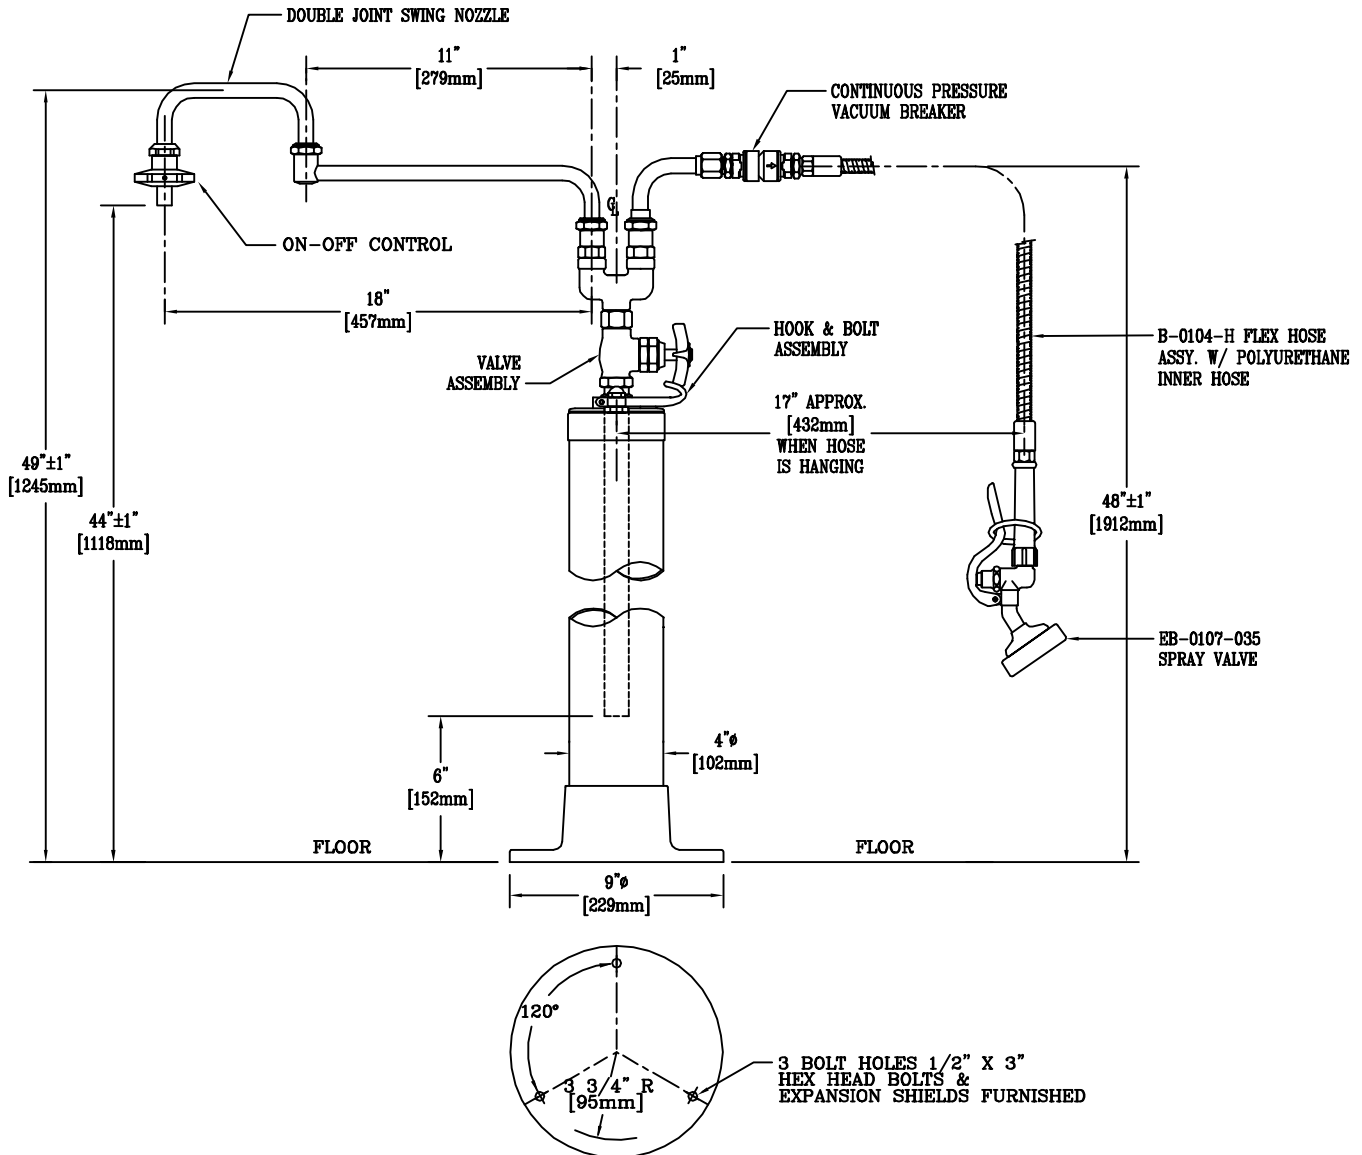 DOUBLE JOINT SWING NOZZLE
11"
[279mm]
1"
[25mm]
CONTINUOUS PRESSURE
VACUUM BREAKER
ON-OFF CONTROL
18"
[457mm]
HOOK & BOLT
ASSEMBLY
VALVE
ASSEMBLY
B-0104-H FLEX HOSE
ASSY. W/ POLYURETHANE
INNER HOSE
17" APPROX.
[432mm]
WHEN HOSE
IS HANGING
49"±1"
[1245mm]
44"±1"
[1118mm]
48"±1"
[1912mm]
EB-0107-035
SPRAY VALVE
4"ø
[102mm]
6"
[152mm]
FLOOR
FLOOR
9"ø
[229mm]
120°
3 3/4" R
[95mm]
3 BOLT HOLES 1/2" X 3"
HEX HEAD BOLTS &
EXPANSION SHIELDS FURNISHED